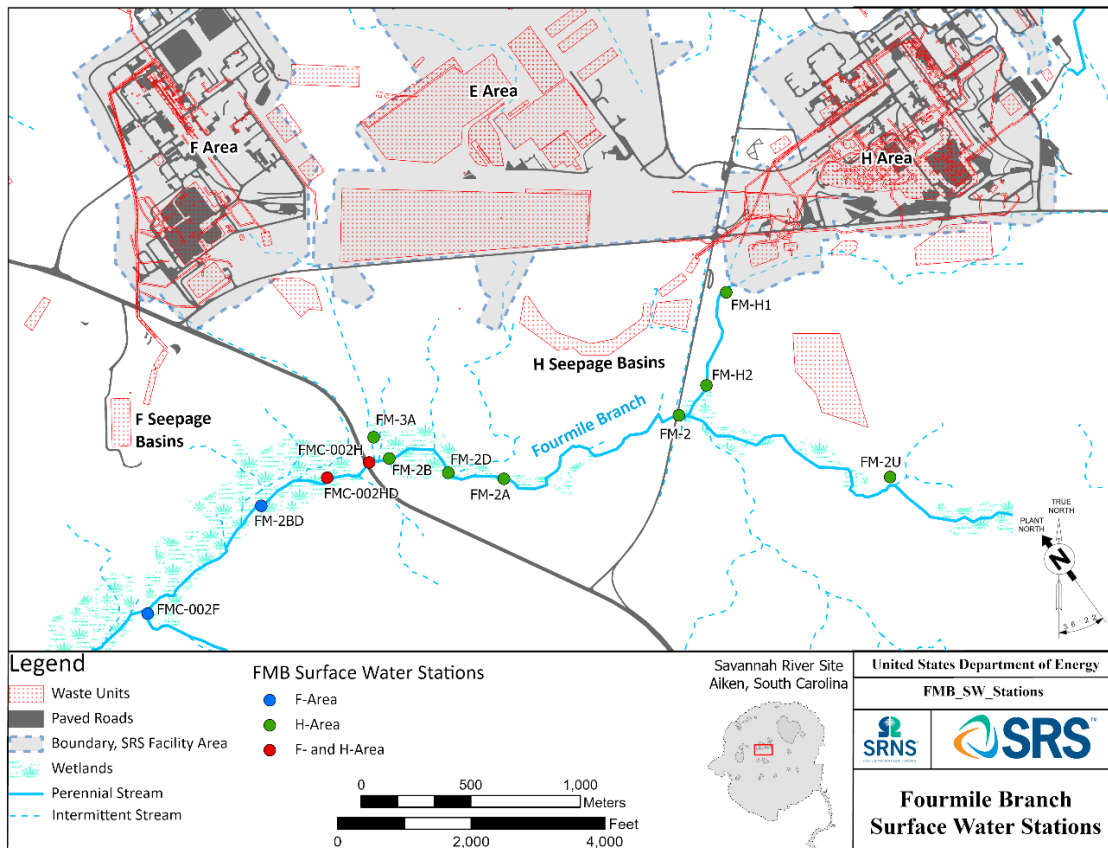 E Area
F Area
H Area
FM-H1
H Seepage Basins
FM-H2
F Seepage
Basins
FM-3A
Fourmile Branch
FM-2
FMC-002H
FM-2B
FM-2D
FM-2A
FM-2U
FMC-002HD
FM-2BD
FMC-002F
TRUE
NORTH
PLANT
NORTH
N
36°22'
Legend
Waste Units
Paved Roads
Boundary, SRS Facility Area
Wetlands
Perennial Stream
Intermittent Stream
FMB Surface Water Stations
F-Area
H-Area
F- and H-Area
0 500 1,000
Meters
Feet
0 2,000 4,000
Savannah River Site
Aiken, South Carolina
United States Department of Energy
FMB_SW_Stations
SRNS
SRS™
Fourmile Branch
Surface Water Stations